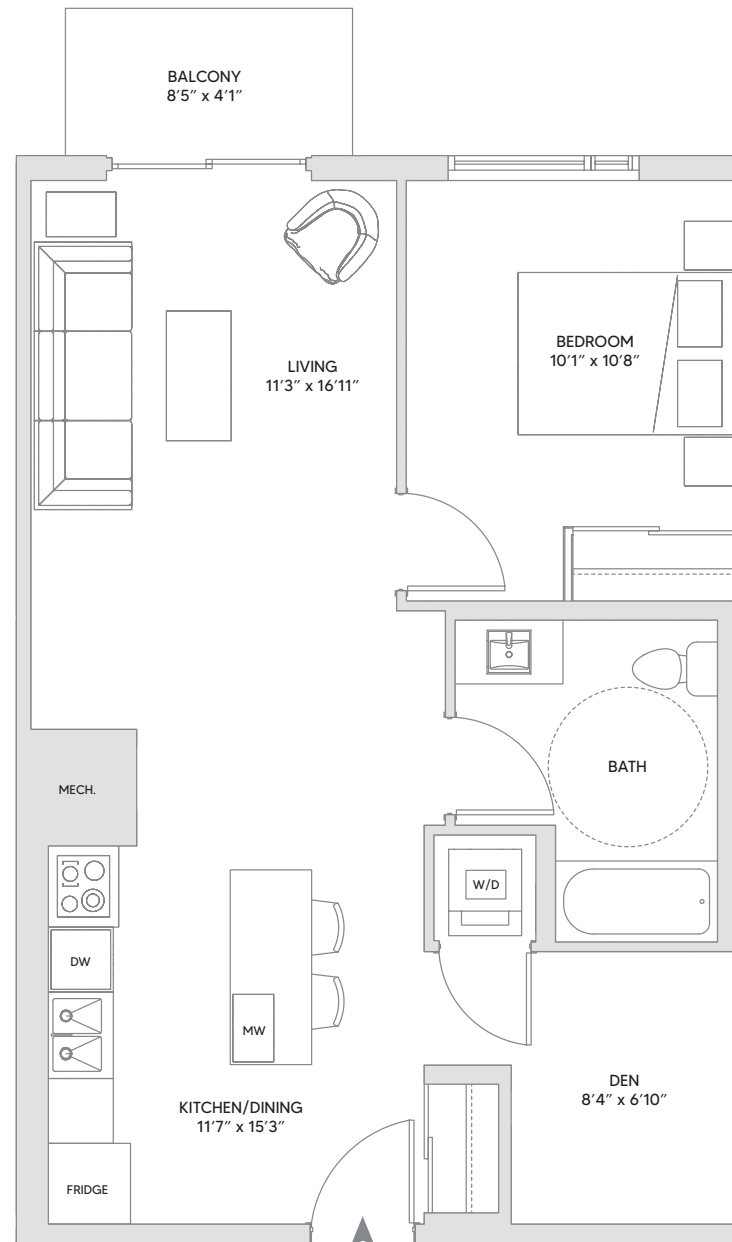 BALCONY
8'5" x 4'1"
LIVING
11'3" x 16'11"
BEDROOM
10'1" x 10'8"
MECH.
BATH
W/D
DW
MW
KITCHEN/DINING
11'7" x 15'3"
DEN
8'4" x 6'10"
FRIDGE